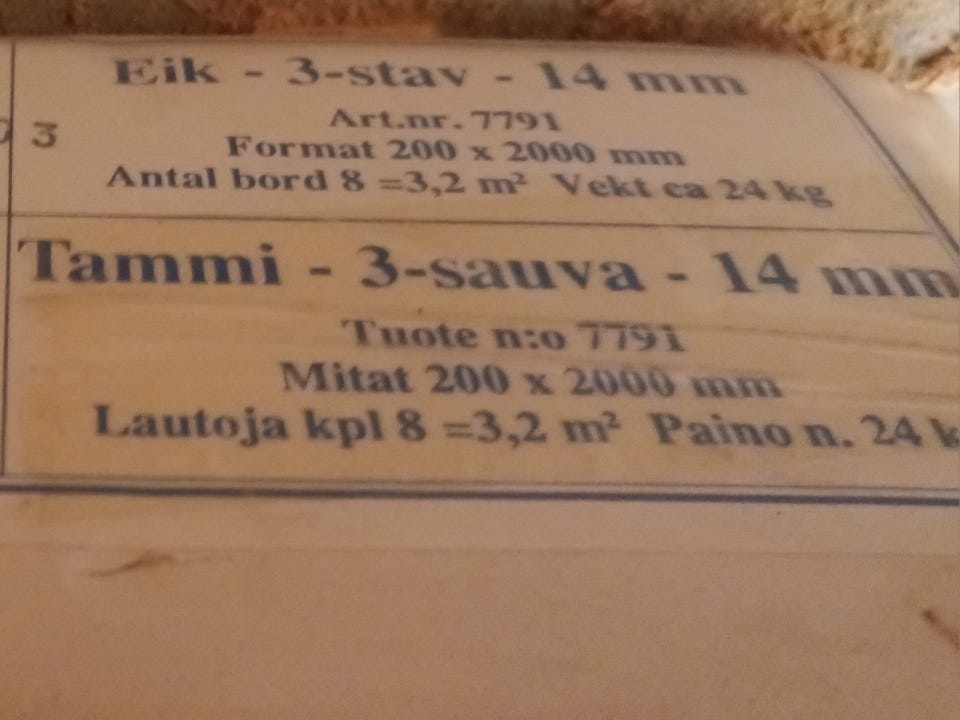 Eik - 3-stav - 14 mm
Art.nr. 7791
3
Format 200 x 2000 mm
Antal bord 8 =3,2 m² Vekt ca 24 kg
Tammi - 3-sauva - 14 mm
Tuote n:o 7791
Mitat 200 x 2000 mm
Lautoja kpl 8 =3,2 m² Paino n. 24 k